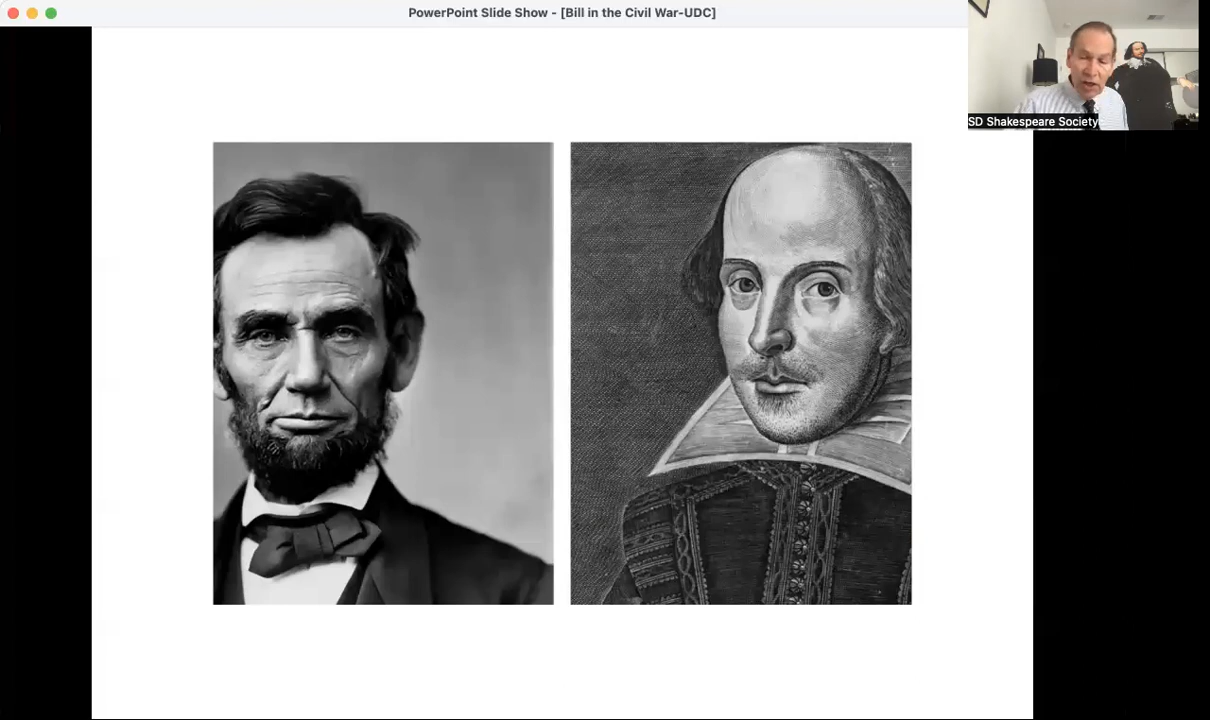 PowerPoint Slide Show - [Bill in the Civil War-UDC]
SD Shakespeare Society